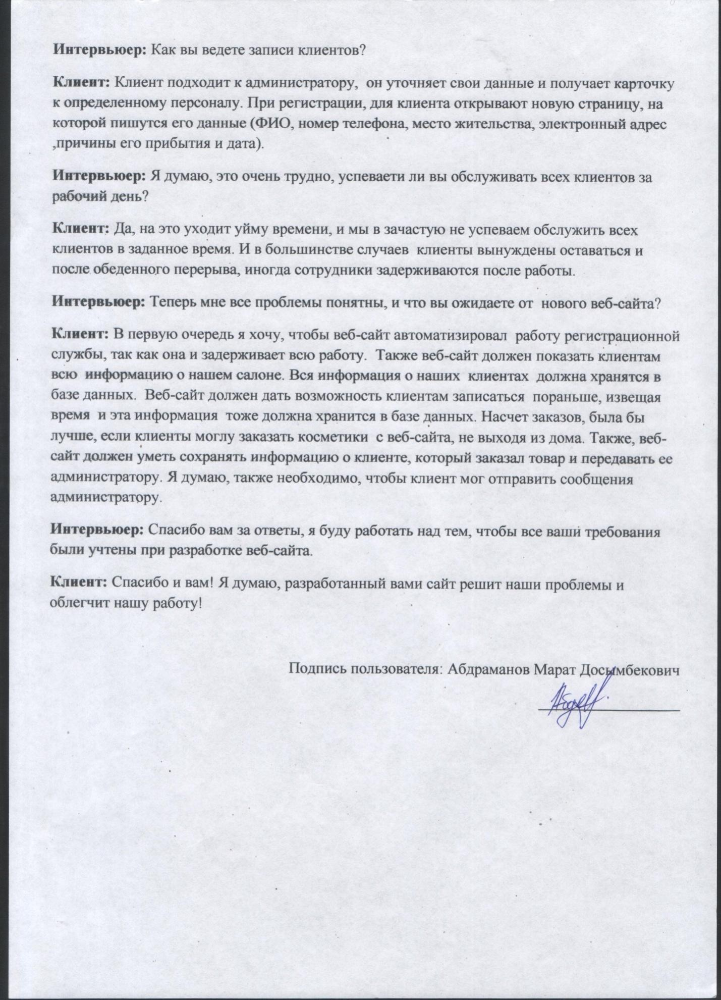 Интервьюер: Как вы ведете записи клиентов?
Клиент: Клиент подходит к администратору,  он уточняет свои данные и получает карточку
к определенному персоналу. При регистрации, для клиента открывают новую страницу, на
которой пишутся его данные (ФИО, номер телефона, место жительства, электронный адрес
,причины его прибытия и дата).
Интервьюер: Я думаю, это очень трудно, успеваети ли вы обслуживать всех клиентов за
рабочий день?
Клиент: Да, на это уходит уйму времени, и мы в зачастую не успеваем обслужить всех
клиентов в заданное время. И в большинстве случаев  клиенты вынуждены оставаться и
после обеденного перерыва, иногда сотрудники задерживаются после работы.
Интервьюер: Теперь мне все проблемы понятны, и что вы ожидаете от  нового веб-сайта?
Клиент: В первую очередь я хочу, чтобы веб-сайт автоматизировал  работу регистрационной
службы, так как она и задерживает всю работу.  Также веб-сайт должен показать клиентам
всю  информацию о нашем салоне. Вся информация о наших  клиентах  должна хранятся в
базе данных.  Веб-сайт должен дать возможность клиентам записаться  пораньше, извещая
время  и эта информация  тоже должна хранится в базе данных. Насчет заказов, была бы
лучше, если клиенты моглу заказать косметики  с веб-сайта, не выходя из дома. Также, веб-
сайт должен уметь сохранять информацию о клиенте, который заказал товар и передавать ее
администратору. Я думаю, также необходимо, чтобы клиент мог отправить сообщения
администратору.
Интервьюер: Спасибо вам за ответы, я буду работать над тем, чтобы все ваши требования
были учтены при разработке веб-сайта.
Клиент: Спасибо и вам! Я думаю, разработанный вами сайт решит наши проблемы и
облегчит нашу работу!
Подпись пользователя: Абдраманов Марат Досымбекович